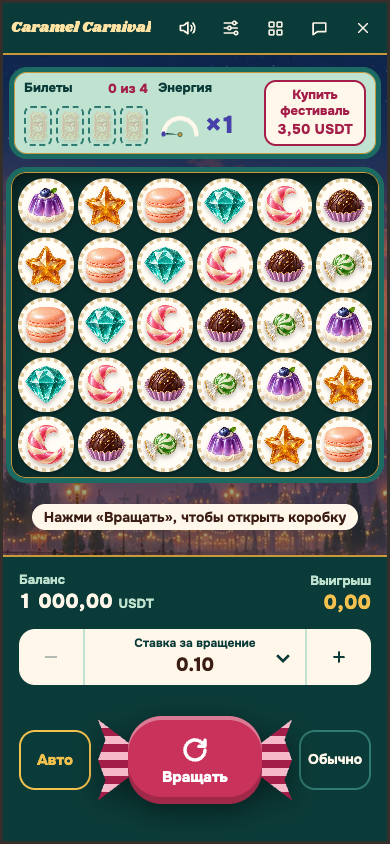 Caramel Carnival
Билеты 0 из 4 Энергия
×1
Купить
фестиваль
3,50 USDT
Нажми «Вращать», чтобы открыть коробку
Баланс
1 000,00 USDT
Выигрыш
0,00
Ставка за вращение
0.10
Авто
Вращать
Обычно